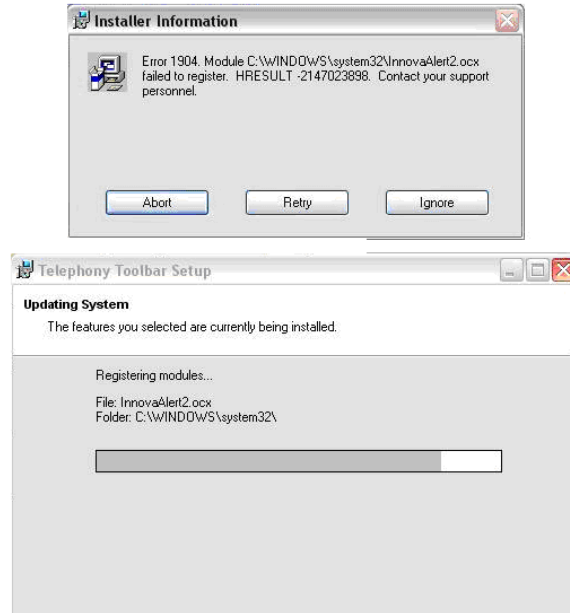 Installer Information
Error 1904. Module C:\WINDOWS\system32\InnovaAlert2.ocx
failed to register. HRESULT -2147023898. Contact your support
personnel.
Abort Retry Ignore
Telephony Toolbar Setup
Updating System
The features you selected are currently being installed.
Registering modules...
File: InnovaAlert2.ocx
Folder: C:\WINDOWS\system32\